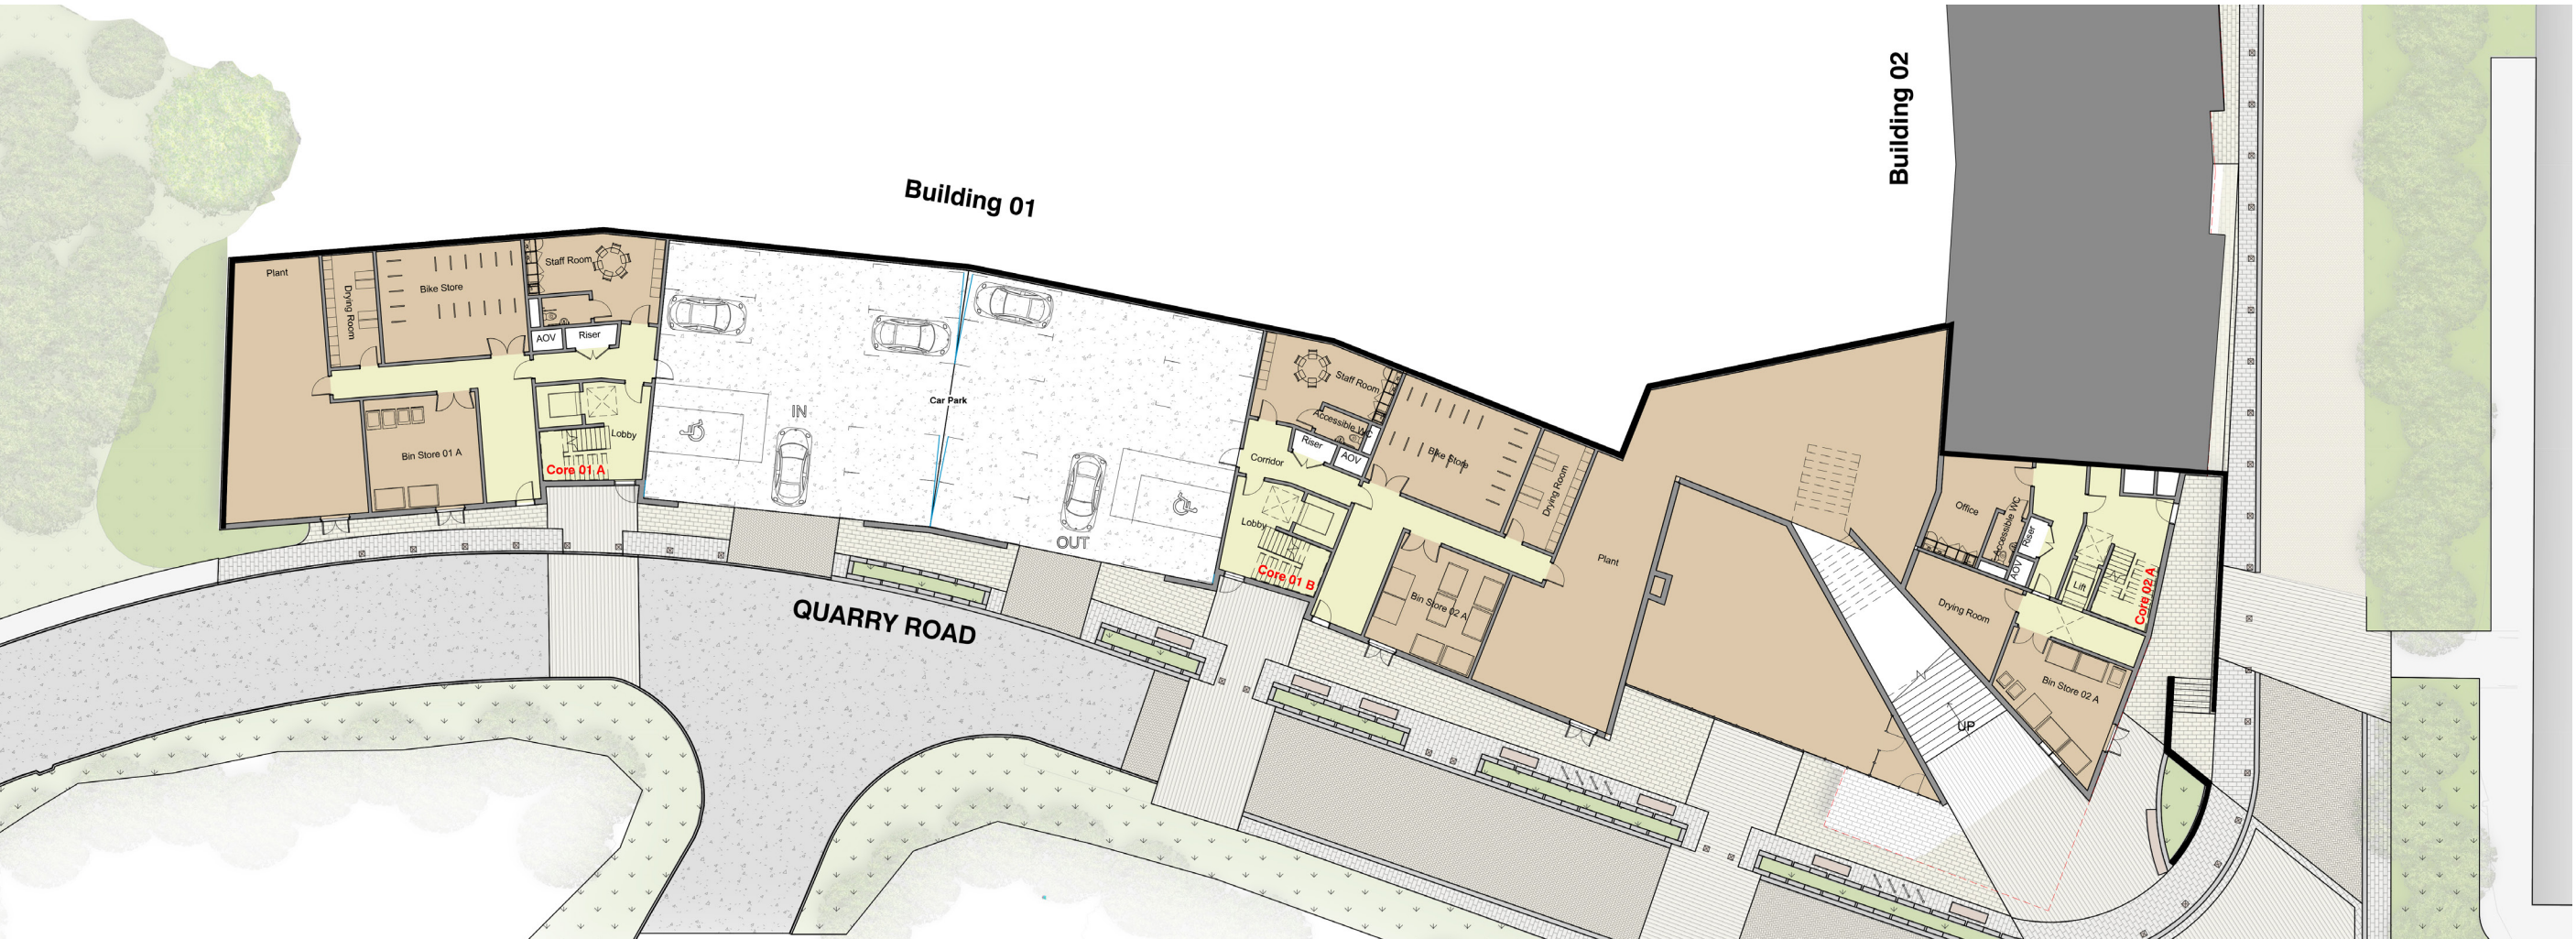 Building 01
Building 02
Plant
Drying Room
Bike Store
Staff Room
AOV
Riser
Bin Store 01 A
Lobby
Core 01 A
IN
Car Park
OUT
QUARRY ROAD
Staff Room
Accessible WC
Riser
AOV
Corridor
Bike Store
Drying Room
Lobby
Core 01 B
Bin Store 02 A
Plant
Office
Accessible WC
Riser
AOV
Lift
Core 02 A
Drying Room
Bin Store 02 A
UP